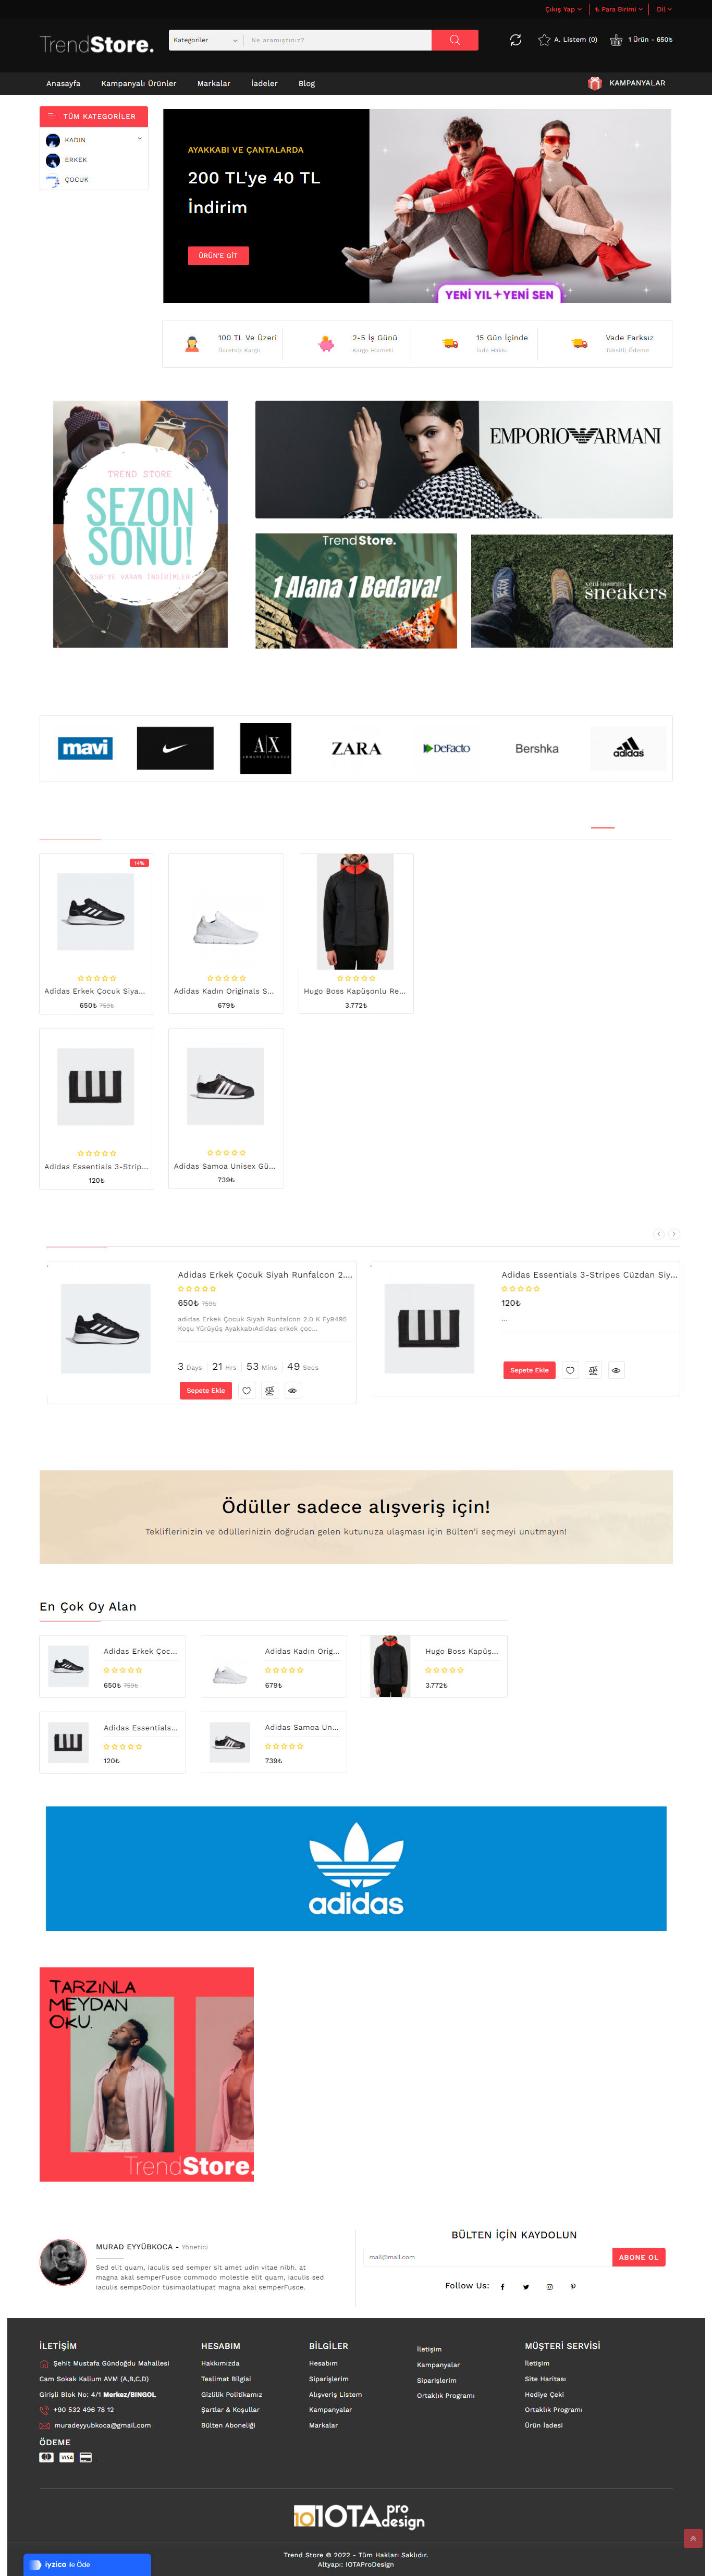 Çıkış Yap
₺ Para Birimi
Dil
TrendStore.
Kategoriler
Ne aramıştınız?
A. Listem (0)
1 Ürün - 650₺
Anasayfa
Kampanyalı Ürünler
Markalar
İadeler
Blog
KAMPANYALAR
TÜM KATEGORİLER
KADIN
ERKEK
ÇOCUK
AYAKKABI VE ÇANTALARDA
200 TL'ye 40 TL
İndirim
ÜRÜN'E GİT
YENİ YIL + YENİ SEN
100 TL Ve Üzeri
Ücretsiz Kargo
2-5 İş Günü
Kargo Hizmeti
15 Gün İçinde
İade Hakkı
Vade Farksız
Taksitli Ödeme
TREND STORE
SEZON
SONU!
%50'YE VARAN İNDİRİMLER
EMPORIO ARMANI
TrendStore.
1 Alana 1 Bedava!
yeni tasarım
sneakers
mavi
A|X
ARMANI EXCHANGE
ZARA
DeFacto
Bershka
adidas
14%
Adidas Erkek Çocuk Siya...
650₺ 759₺
Adidas Kadın Originals S...
679₺
Hugo Boss Kapüşonlu Re...
3.772₺
Adidas Essentials 3-Strip...
120₺
Adidas Samoa Unisex Gü...
739₺
Adidas Erkek Çocuk Siyah Runfalcon 2....
650₺ 759₺
adidas Erkek Çocuk Siyah Runfalcon 2.0 K Fy9495
Koşu Yürüyüş AyakkabıAdidas erkek çoc...
3 Days
21 Hrs
53 Mins
49 Secs
Sepete Ekle
Adidas Essentials 3-Stripes Cüzdan Siy...
120₺
...
Sepete Ekle
Ödüller sadece alışveriş için!
Tekliflerinizin ve ödüllerinizin doğrudan gelen kutunuza ulaşması için Bülten'i seçmeyi unutmayın!
En Çok Oy Alan
Adidas Erkek Çoc...
650₺ 759₺
Adidas Kadın Orig...
679₺
Hugo Boss Kapüş...
3.772₺
Adidas Essentials...
120₺
Adidas Samoa Un...
739₺
adidas
TARZINLA
MEYDAN
OKU.
TrendStore.
MURAD EYYÜBKOCA - Yönetici
Sed elit quam, iaculis sed semper sit amet udin vitae nibh. at
magna akal semperFusce commodo molestie elit quam, iaculis sed
iaculis sempsDolor tusimaolatiupat magna akal semperFusce.
BÜLTEN İÇİN KAYDOLUN
mail@mail.com
ABONE OL
Follow Us:
İLETİŞİM
Şehit Mustafa Gündoğdu Mahallesi
Cam Sokak Kalium AVM (A,B,C,D)
Girişli Blok No: 4/1 Merkez/BINGOL
+90 532 496 78 12
muradeyyubkoca@gmail.com
ÖDEME
VISA
HESABIM
Hakkımızda
Teslimat Bilgisi
Gizlilik Politikamız
Şartlar & Koşullar
Bülten Aboneliği
BİLGİLER
Hesabım
Siparişlerim
Alışveriş Listem
Kampanyalar
Markalar
İletişim
Kampanyalar
Siparişlerim
Ortaklık Programı
MÜŞTERİ SERVİSİ
İletişim
Site Haritası
Hediye Çeki
Ortaklık Programı
Ürün İadesi
IOTA pro
design
Trend Store © 2022 - Tüm Hakları Saklıdır.
Altyapı: IOTAProDesign
iyzico ile Öde